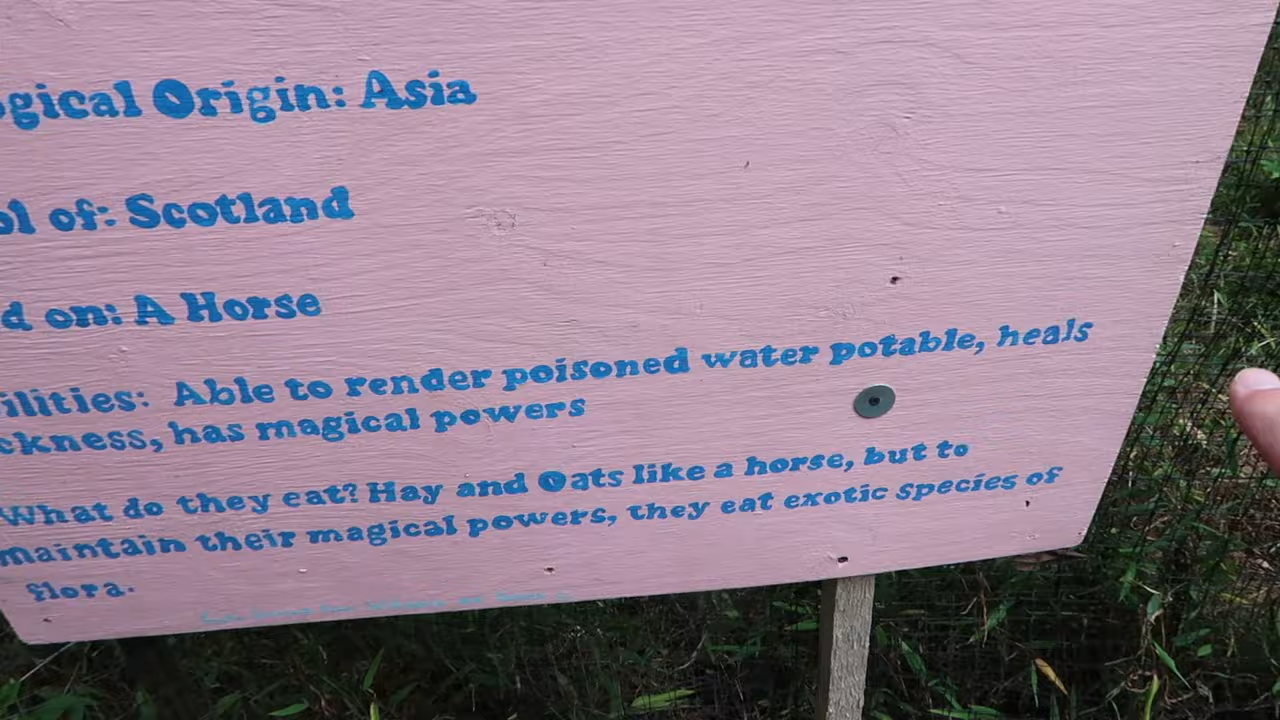 ogical Origin: Asia
ol of: Scotland
d on: A Horse
ilities: Able to render poisoned water potable, heals
ckness, has magical powers
What do they eat? Hay and Oats like a horse, but to
maintain their magical powers, they eat exotic species of
flora.